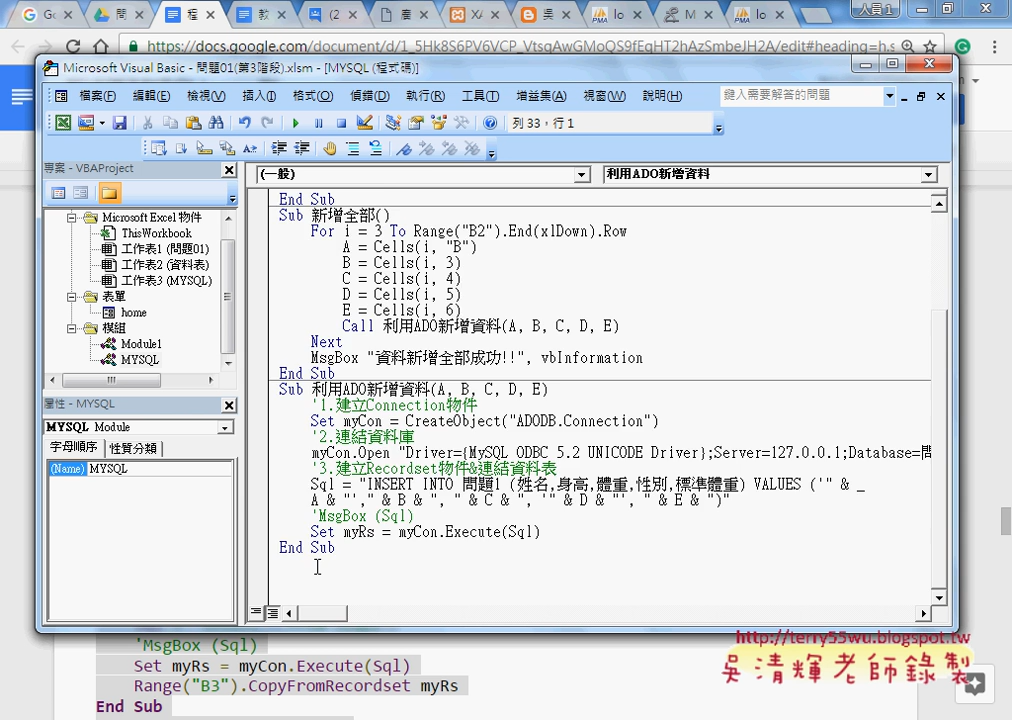 G Go
問
程
教
(2
廣
XA
吳
lo
M
lo
人員1
https://docs.google.com/document/d/1_5Hk8S6PV6VCP_VtsqAwGMoQS9fEqHT2hAzSmbeJH2A/edit#heading=h.s
Microsoft Visual Basic - 問題01(第3階段).xlsm - [MYSQL (程式碼)]
檔案(F) 編輯(E) 檢視(V) 插入(I) 格式(O) 偵錯(D) 執行(R) 工具(T) 增益集(A) 視窗(W) 說明(H) 鍵入需要解答的問題
列 33，行 1
專案 - VBAProject
(一般)
利用ADO新增資料
Microsoft Excel 物件
ThisWorkbook
工作表1 (問題01)
工作表2 (資料表)
工作表3 (MYSQL)
表單
home
模組
Module1
MYSQL
屬性 - MYSQL
MYSQL Module
字母順序 性質分類
(Name) MYSQL
End Sub
Sub 新增全部()
For i = 3 To Range("B2").End(xlDown).Row
A = Cells(i, "B")
B = Cells(i, 3)
C = Cells(i, 4)
D = Cells(i, 5)
E = Cells(i, 6)
Call 利用ADO新增資料(A, B, C, D, E)
Next
MsgBox "資料新增全部成功!!", vbInformation
End Sub
Sub 利用ADO新增資料(A, B, C, D, E)
'1.建立Connection物件
Set myCon = CreateObject("ADODB.Connection")
'2.連結資料庫
myCon.Open "Driver={MySQL ODBC 5.2 UNICODE Driver};Server=127.0.0.1;Database=問
'3.建立Recordset物件&連結資料表
Sql = "INSERT INTO 問題1 (姓名,身高,體重,性別,標準體重) VALUES ('" & _
A & "'," & B & ", " & C & ", '" & D & "', " & E & ")"
'MsgBox (Sql)
Set myRs = myCon.Execute(Sql)
End Sub
'MsgBox (Sql)
Set myRs = myCon.Execute(Sql)
Range("B3").CopyFromRecordset myRs
End Sub
http://terry55wu.blogspot.tw
吳清輝老師錄製